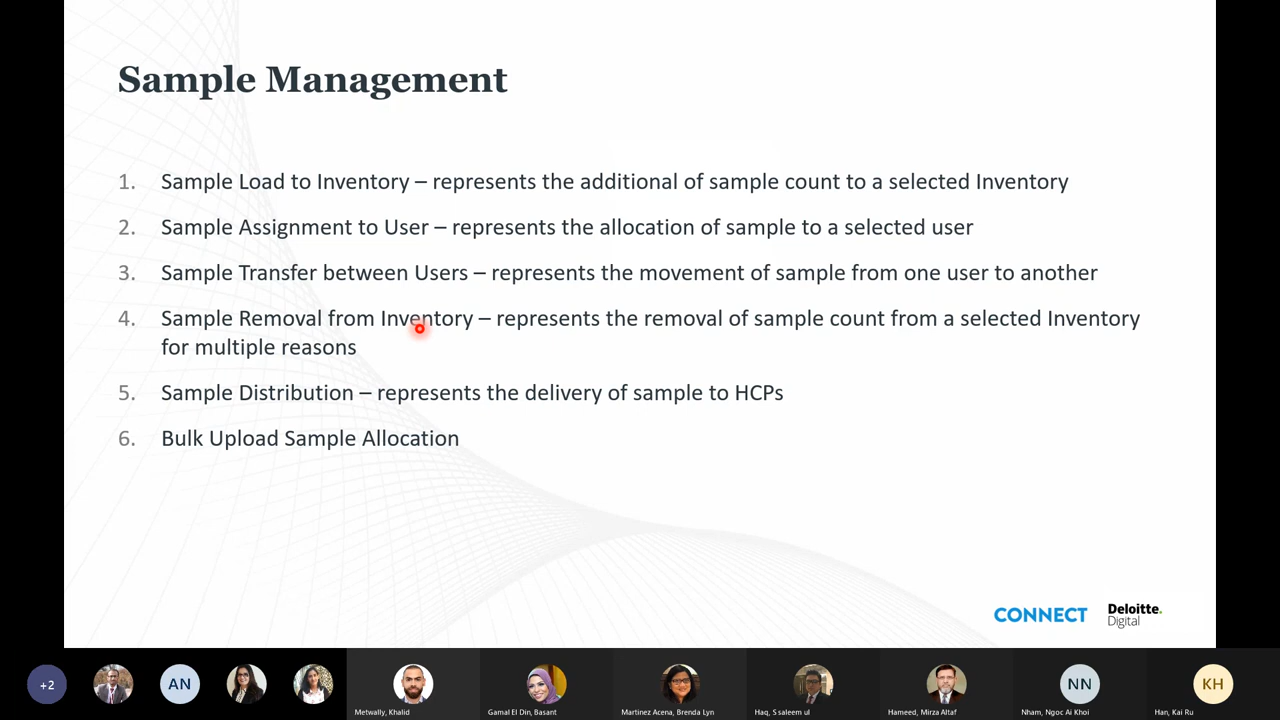 Sample Management
1. Sample Load to Inventory – represents the additional of sample count to a selected Inventory
2. Sample Assignment to User – represents the allocation of sample to a selected user
3. Sample Transfer between Users – represents the movement of sample from one user to another
4. Sample Removal from Inventory – represents the removal of sample count from a selected Inventory
for multiple reasons
5. Sample Distribution – represents the delivery of sample to HCPs
6. Bulk Upload Sample Allocation
CONNECT
Deloitte.
Digital
+2
AN
NN
KH
Metwally, Khalid
Gamal El Din, Basant
Martinez Acena, Brenda Lyn
Haq, S saleem ul
Hameed, Mirza Altaf
Nham, Ngoc Ai Khoi
Han, Kai Ru